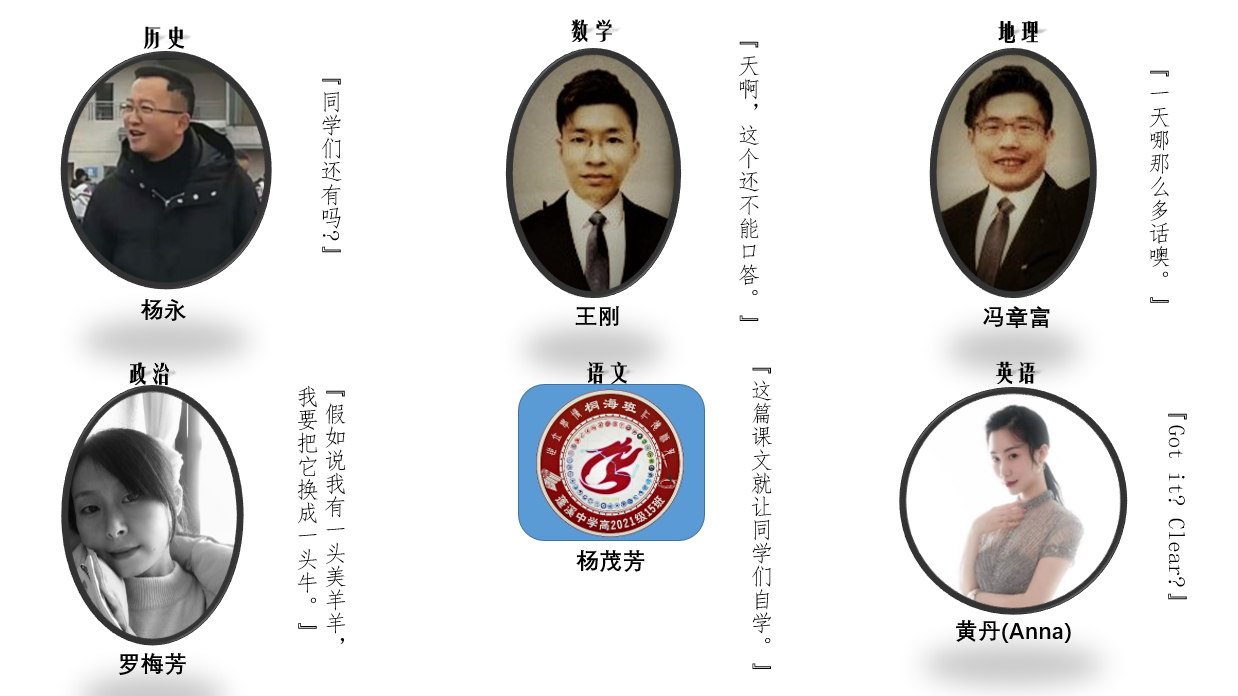 历史
『同学们还有吗?』
杨永
数学
『天啊，这个还不能口答。』
王刚
地理
『一天哪那么多话噢。』
冯章富
政治
『假如说我有一头美羊羊，
我要把它换成一头牛。』
罗梅芳
语文
桐海班
蓬溪中学高2021级15班
『这篇课文就让同学们自学。』
杨茂芳
英语
『Got it? Clear?』
黄丹(Anna)